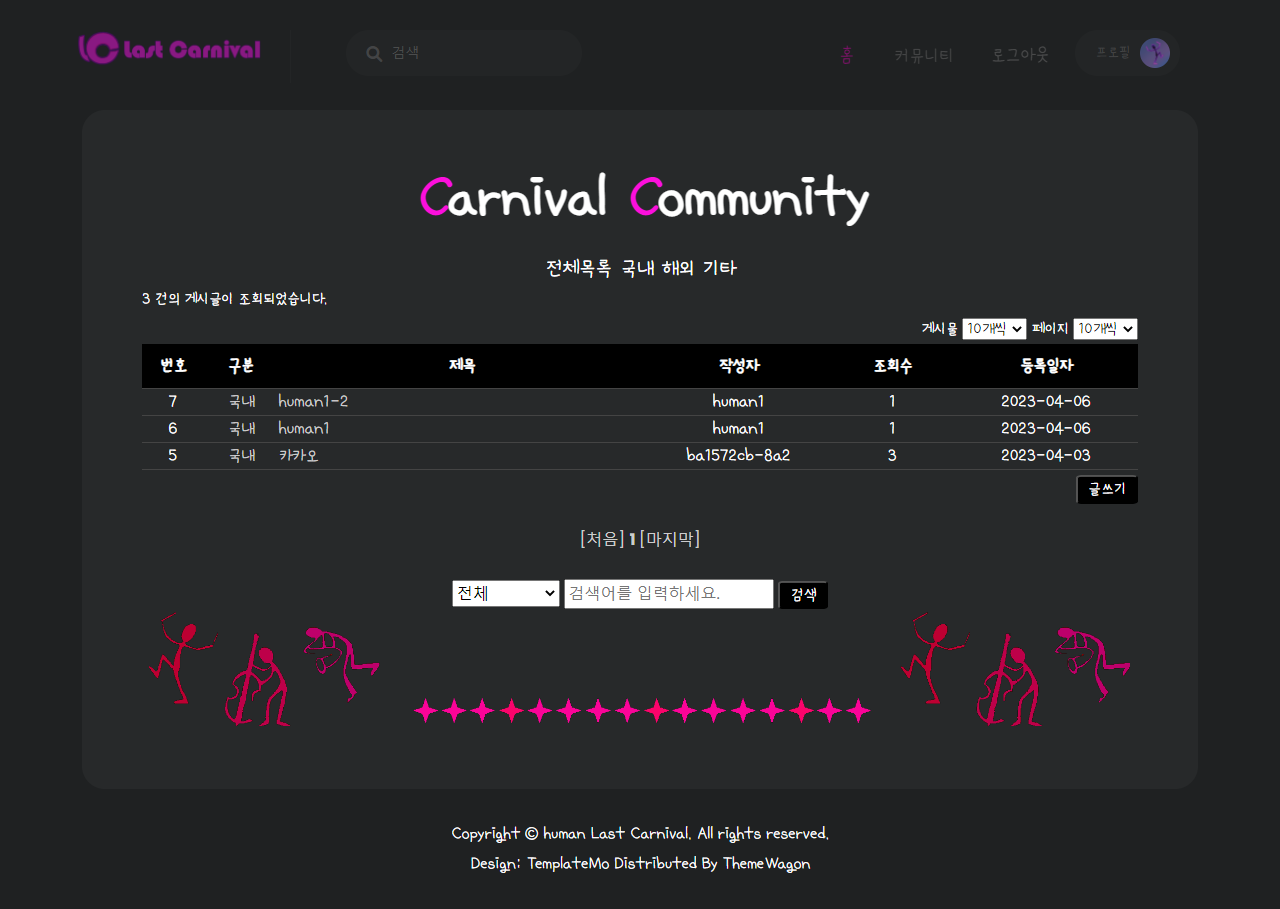 Last Carnival 검색 홈 커뮤니티 로그아웃 프로필
Carnival Community
전체목록 국내 해외 기타
3 건의 게시글이 조회되었습니다.
게시물 10개씩 페이지 10개씩
번호 구분 제목 작성자 조회수 등록일자
7 국내 human1-2 human1 1 2023-04-06
6 국내 human1 human1 1 2023-04-06
5 국내 카카오 ba1572cb-8a2 3 2023-04-03
글쓰기
[처음] 1 [마지막]
전체 검색어를 입력하세요. 검색
Copyright © human Last Carnival. All rights reserved.
Design: TemplateMo Distributed By ThemeWagon